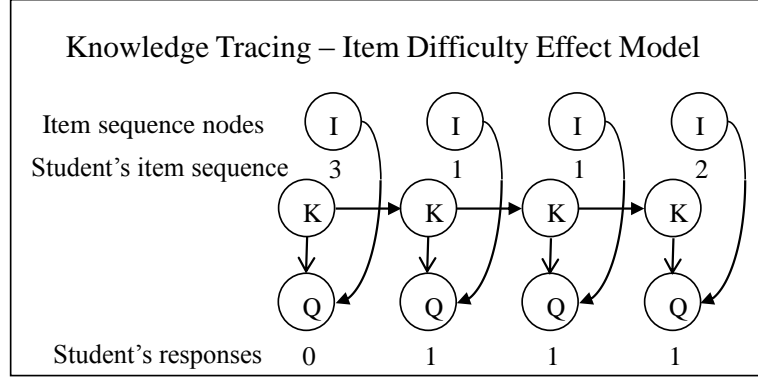 Knowledge Tracing – Item Difficulty Effect Model
Item sequence nodes I I I I
Student's item sequence 3 1 1 2
K K K K
Q Q Q Q
Student's responses 0 1 1 1